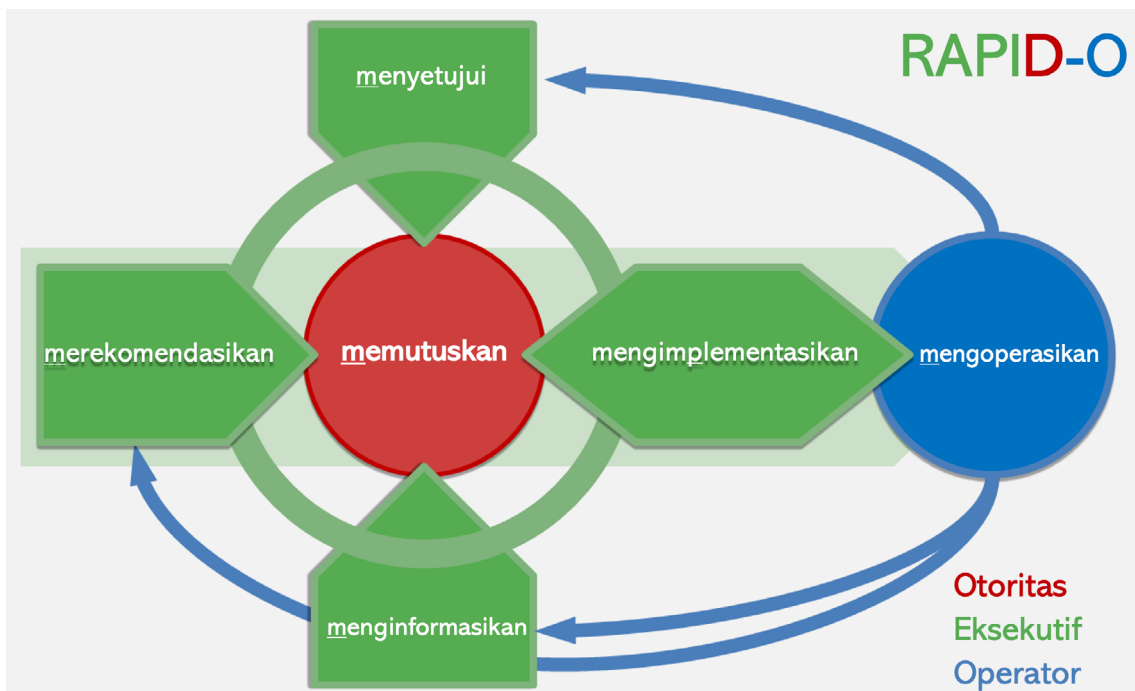 RAPID-O
menyetujui
merekomendasikan
memutuskan
mengimplementasikan
mengoperasikan
menginformasikan
Otoritas
Eksekutif
Operator